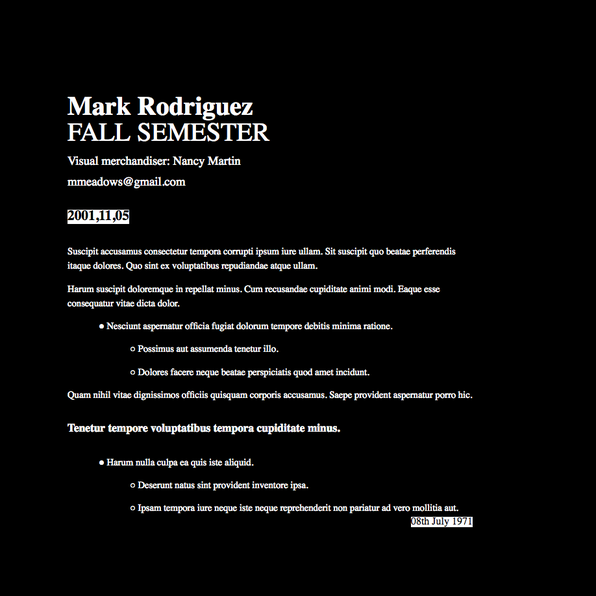 Mark Rodriguez
FALL SEMESTER
Visual merchandiser: Nancy Martin
mmeadows@gmail.com
2001,11,05
Suscipit accusamus consectetur tempora corrupti ipsum iure ullam. Sit suscipit quo beatae perferendis
itaque dolores. Quo sint ex voluptatibus repudiandae atque ullam.
Harum suscipit doloremque in repellat minus. Cum recusandae cupiditate animi modi. Eaque esse
consequatur vitae dicta dolor.
● Nesciunt aspernatur officia fugiat dolorum tempore debitis minima ratione.
○ Possimus aut assumenda tenetur illo.
○ Dolores facere neque beatae perspiciatis quod amet incidunt.
Quam nihil vitae dignissimos officiis quisquam corporis accusamus. Saepe provident aspernatur porro hic.
Tenetur tempore voluptatibus tempora cupiditate minus.
● Harum nulla culpa ea quis iste aliquid.
○ Deserunt natus sint provident inventore ipsa.
○ Ipsam tempora iure neque iste neque reprehenderit non pariatur ad vero mollitia aut.
08th July 1971